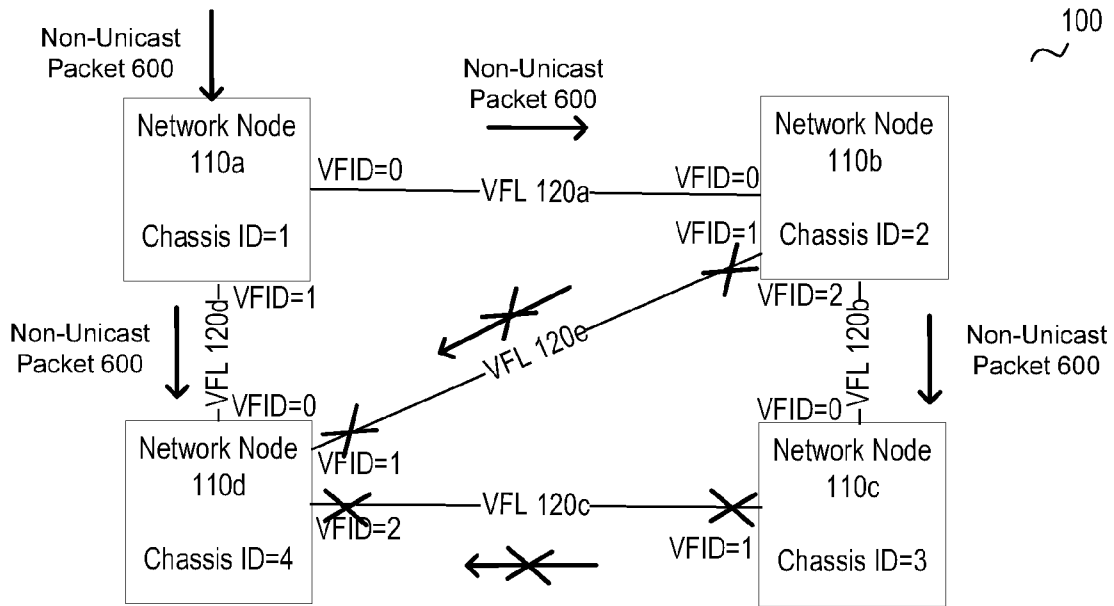 100
Non-Unicast
Packet 600
Non-Unicast
Packet 600
Network Node
110a
Chassis ID=1
VFID=0
VFL 120a
VFID=0
Network Node
110b
Chassis ID=2
VFID=1
VFID=1
VFID=2
Non-Unicast
Packet 600
VFL 120d
VFL 120e
VFL 120b
Non-Unicast
Packet 600
VFID=0
VFID=0
Network Node
110d
Chassis ID=4
VFID=1
VFID=2
VFL 120c
VFID=1
Network Node
110c
Chassis ID=3